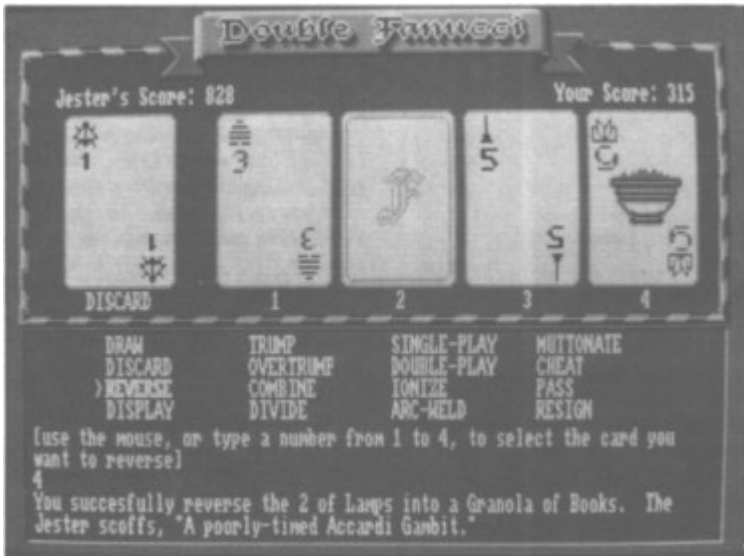 Double Fanucci
Jester's Score: 828 Your Score: 315
1 3 5
1 3 5
DISCARD 1 2 3 4
DRAW TRUMP SINGLE-PLAY MUTTONATE
DISCARD OVERTRUMP DOUBLE-PLAY CHEAT
>REVERSE COMBINE IONIZE PASS
DISPLAY DIVIDE ARC-WELD RESIGN
[use the mouse, or type a number from 1 to 4, to select the card you
want to reverse]
4
You succesfully reverse the 2 of Lamps into a Granola of Books. The
Jester scoffs, "A poorly-timed Accardi Gambit."